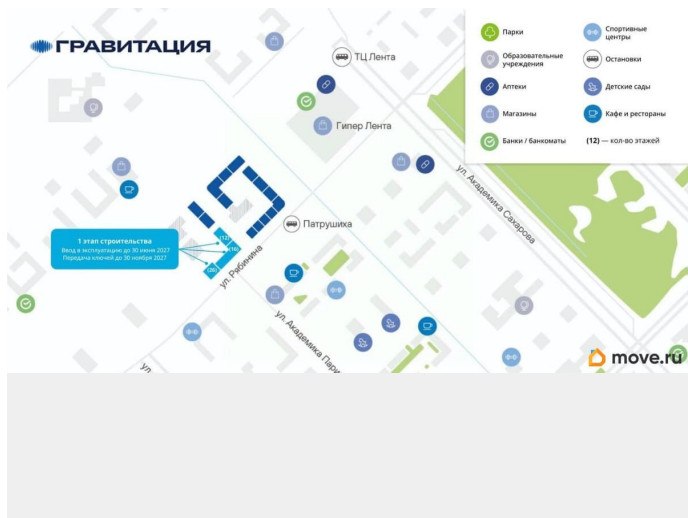 ГРАВИТАЦИЯ
ТЦ Лента
Гипер Лента
Парки
Спортивные
центры
Образовательные
учреждения
Остановки
Аптеки
Детские сады
Магазины
Кафе и рестораны
Банки / банкоматы
(12) — кол-во этажей
ул. Академика Сахарова
Патрушиха
1 этап строительства
Ввод в эксплуатацию до 30 июня 2027
Передача ключей до 30 ноября 2027
(12)
ул. Рябинина
ул. Академика Пари
ул.
move.ru